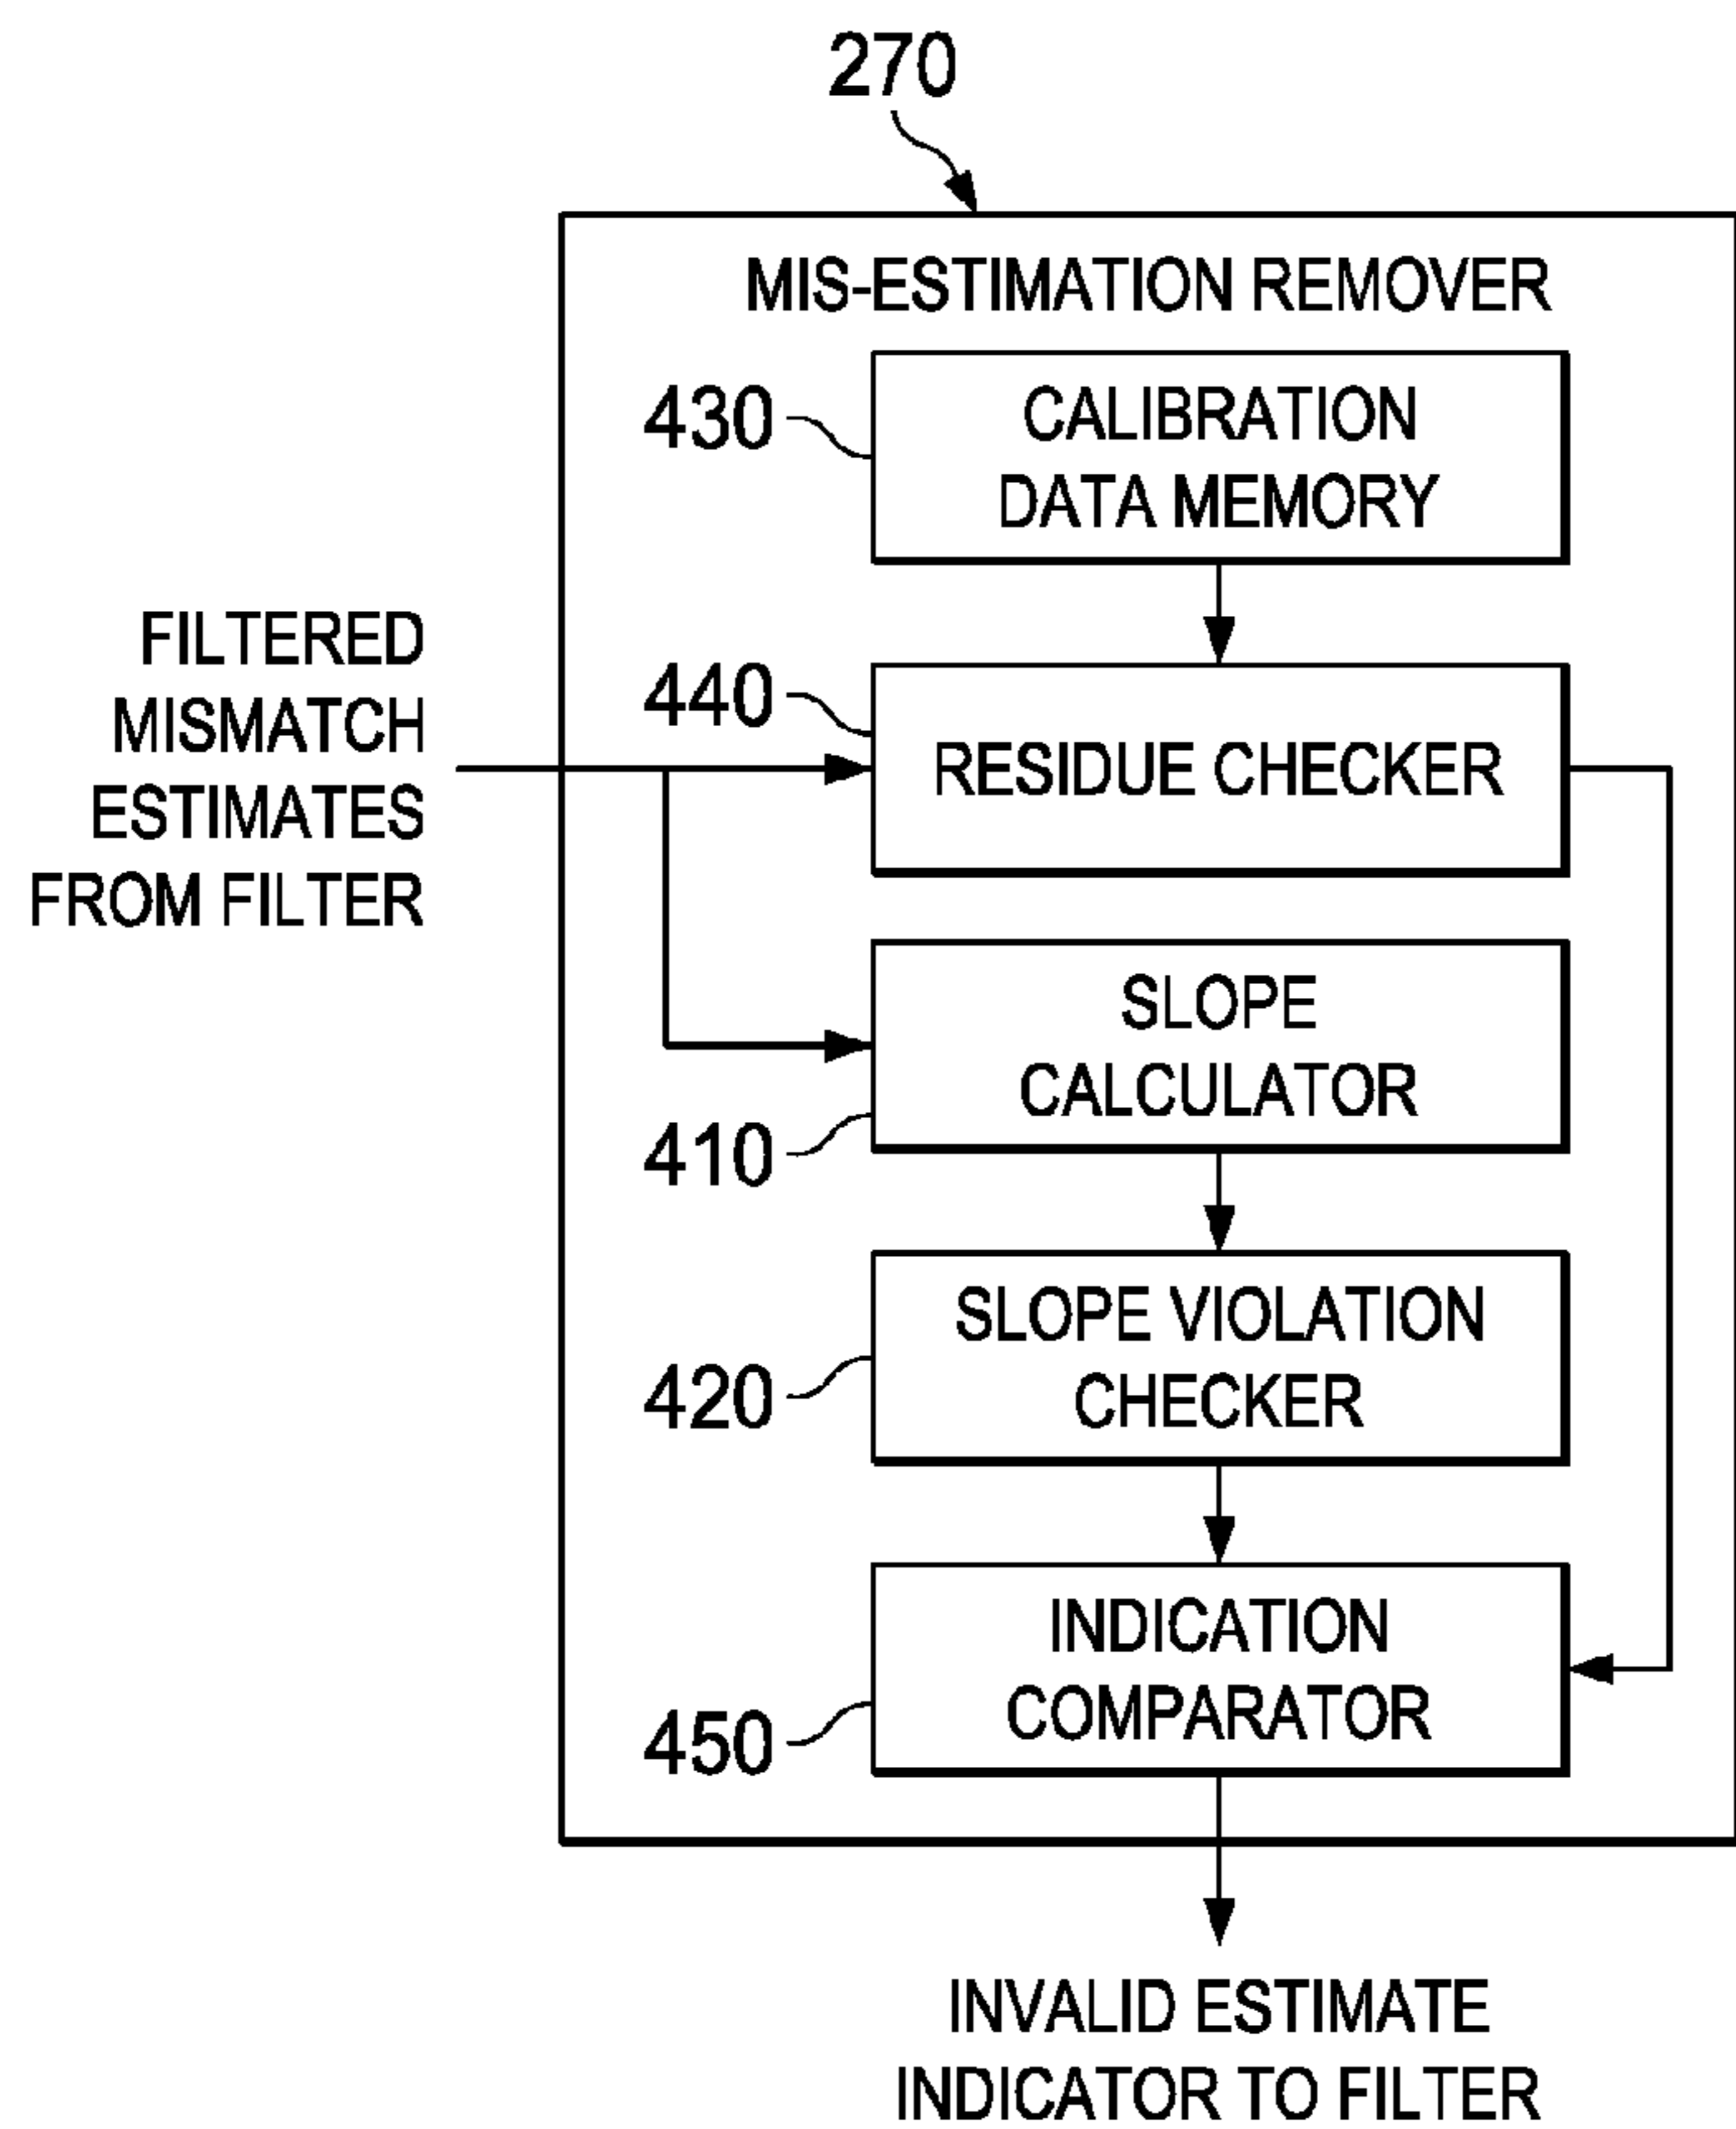 270
MIS-ESTIMATION REMOVER
430
CALIBRATION
DATA MEMORY
FILTERED
MISMATCH
ESTIMATES
FROM FILTER
440
RESIDUE CHECKER
SLOPE
CALCULATOR
410
SLOPE VIOLATION
CHECKER
420
INDICATION
COMPARATOR
450
INVALID ESTIMATE
INDICATOR TO FILTER